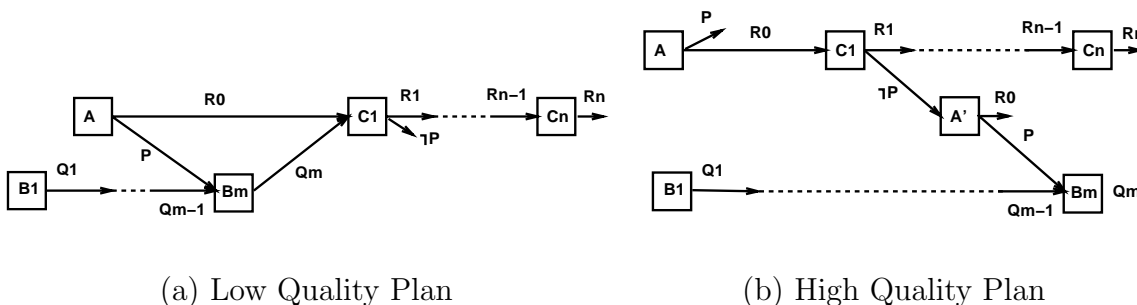 P
R0
R1
Rn−1
Rn
A
C1
Cn
¬P
A'
R0
P
Q1
B1
Qm−1
Bm
Qm
A
R0
C1
R1
Rn−1
Cn
Rn
¬P
P
Qm
Q1
B1
Qm−1
Bm
(a) Low Quality Plan
(b) High Quality Plan